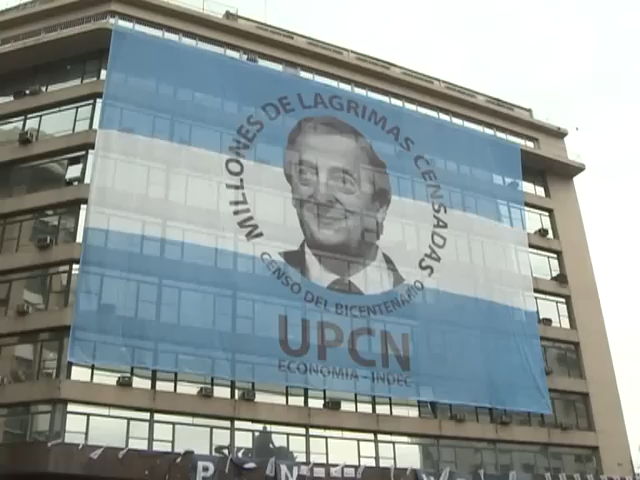 MILLONES DE LAGRIMAS CENSADAS
CENSO DEL BICENTENARIO
UPCN
ECONOMIA - INDEC
P N